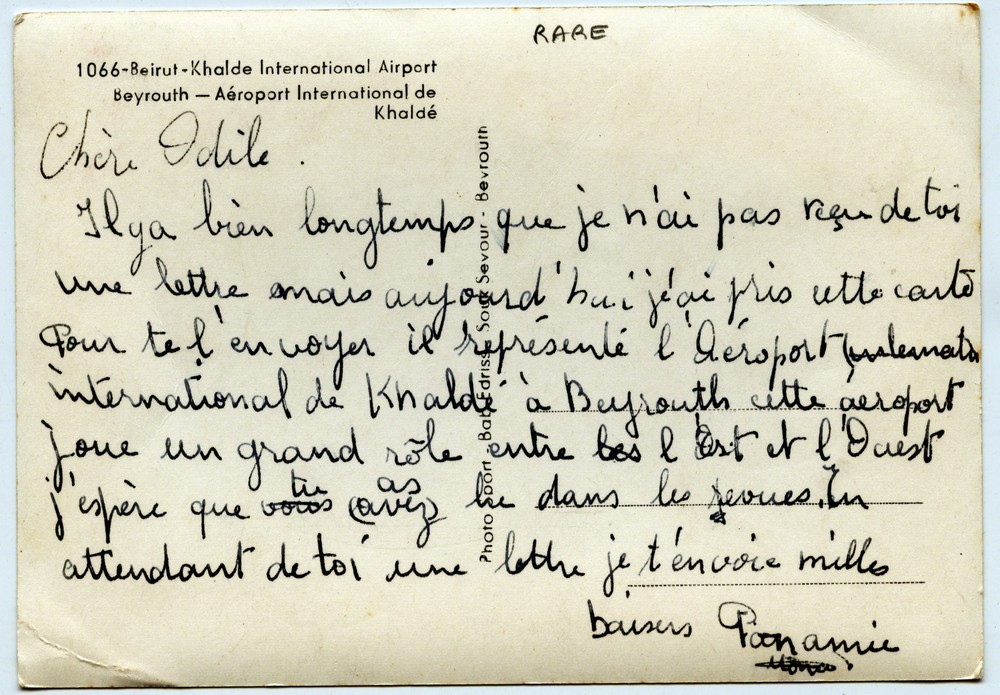 RARE
1066-Beirut-Khalde International Airport
Beyrouth — Aéroport International de
Khaldé
Chère Odile.
Il y a bien longtemps que je n'ai pas reçu de toi
une lettre mais aujourd'hui j'ai pris cette carte
Pour te l'envoyer il représente l'Aéroport
international de Khaldé à Beyrouth cette aéroport
joue un grand rôle entre les l'Est et l'Ouest
tu as
j'espère que vous (avez) lu dans les revues. En
attendant de toi une lettre je t'envoie milles
baisers
Photo Sport - Bab Edriss - Souk Seyour - Beyrouth